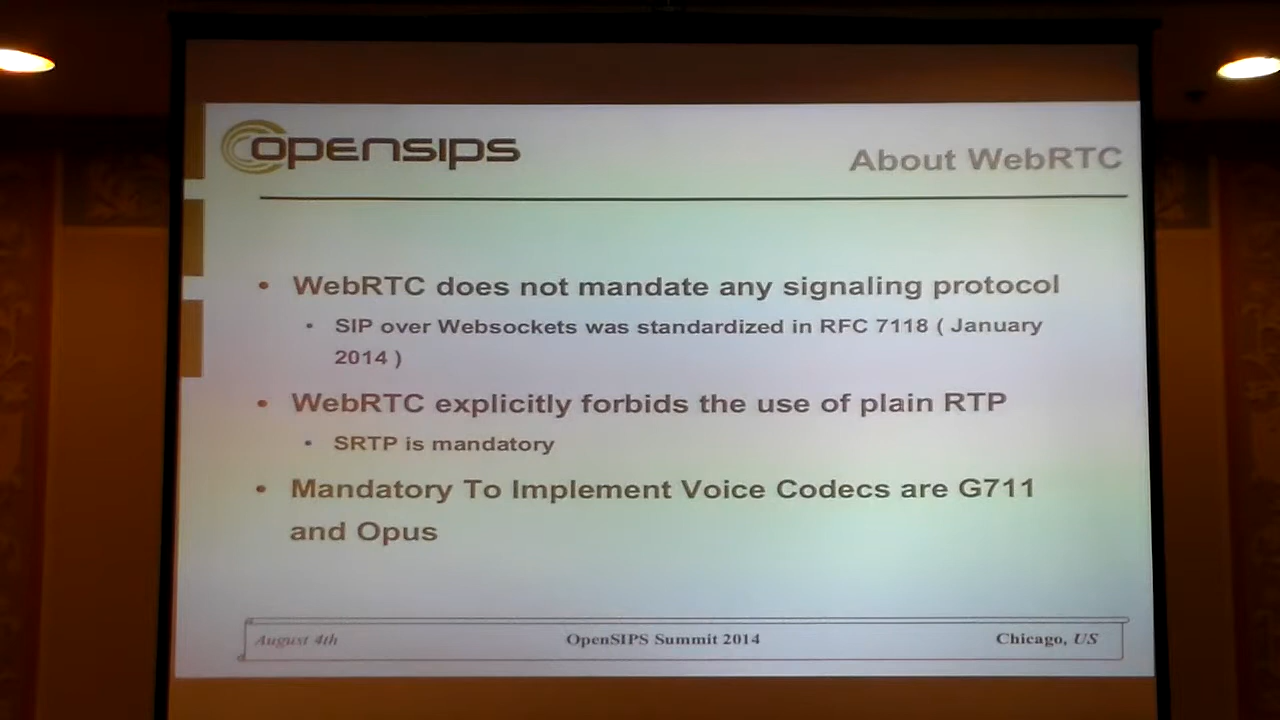 opensips
About WebRTC
• WebRTC does not mandate any signaling protocol
• SIP over Websockets was standardized in RFC 7118 ( January
2014 )
• WebRTC explicitly forbids the use of plain RTP
• SRTP is mandatory
• Mandatory To Implement Voice Codecs are G711
and Opus
August 4th OpenSIPS Summit 2014 Chicago, US